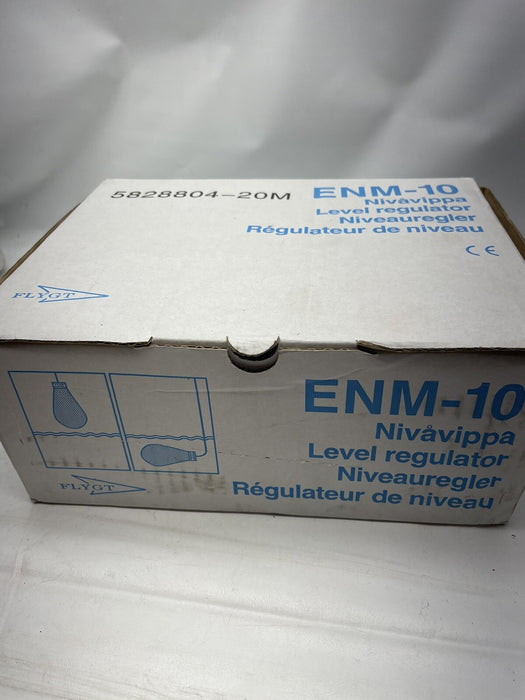 5828804-20M
ENM-10
Nivåvippa
Level regulator
Niveauregler
Régulateur de niveau
CE
FLYGT
ENM-10
Nivåvippa
Level regulator
Niveauregler
Régulateur de niveau
FLYGT